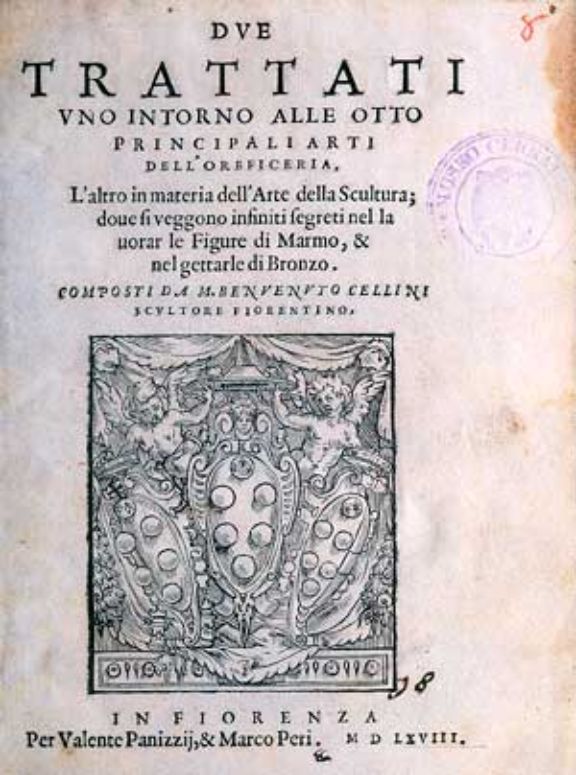 8
DVE
TRATTATI
VNO INTORNO ALLE OTTO
PRINCIPALI ARTI
DELL'OREFICERIA.
L'altro in materia dell'Arte della Scultura;
doue si veggono infiniti segreti nel la
uorar le Figure di Marmo, &
nel gettarle di Bronzo.
COMPOSTI DA M. BENVENVTO CELLINI
SCVLTORE FIORENTINO.
98
IN FIORENZA
Per Valente Panizzij, & Marco Peri. M D LXVIII.